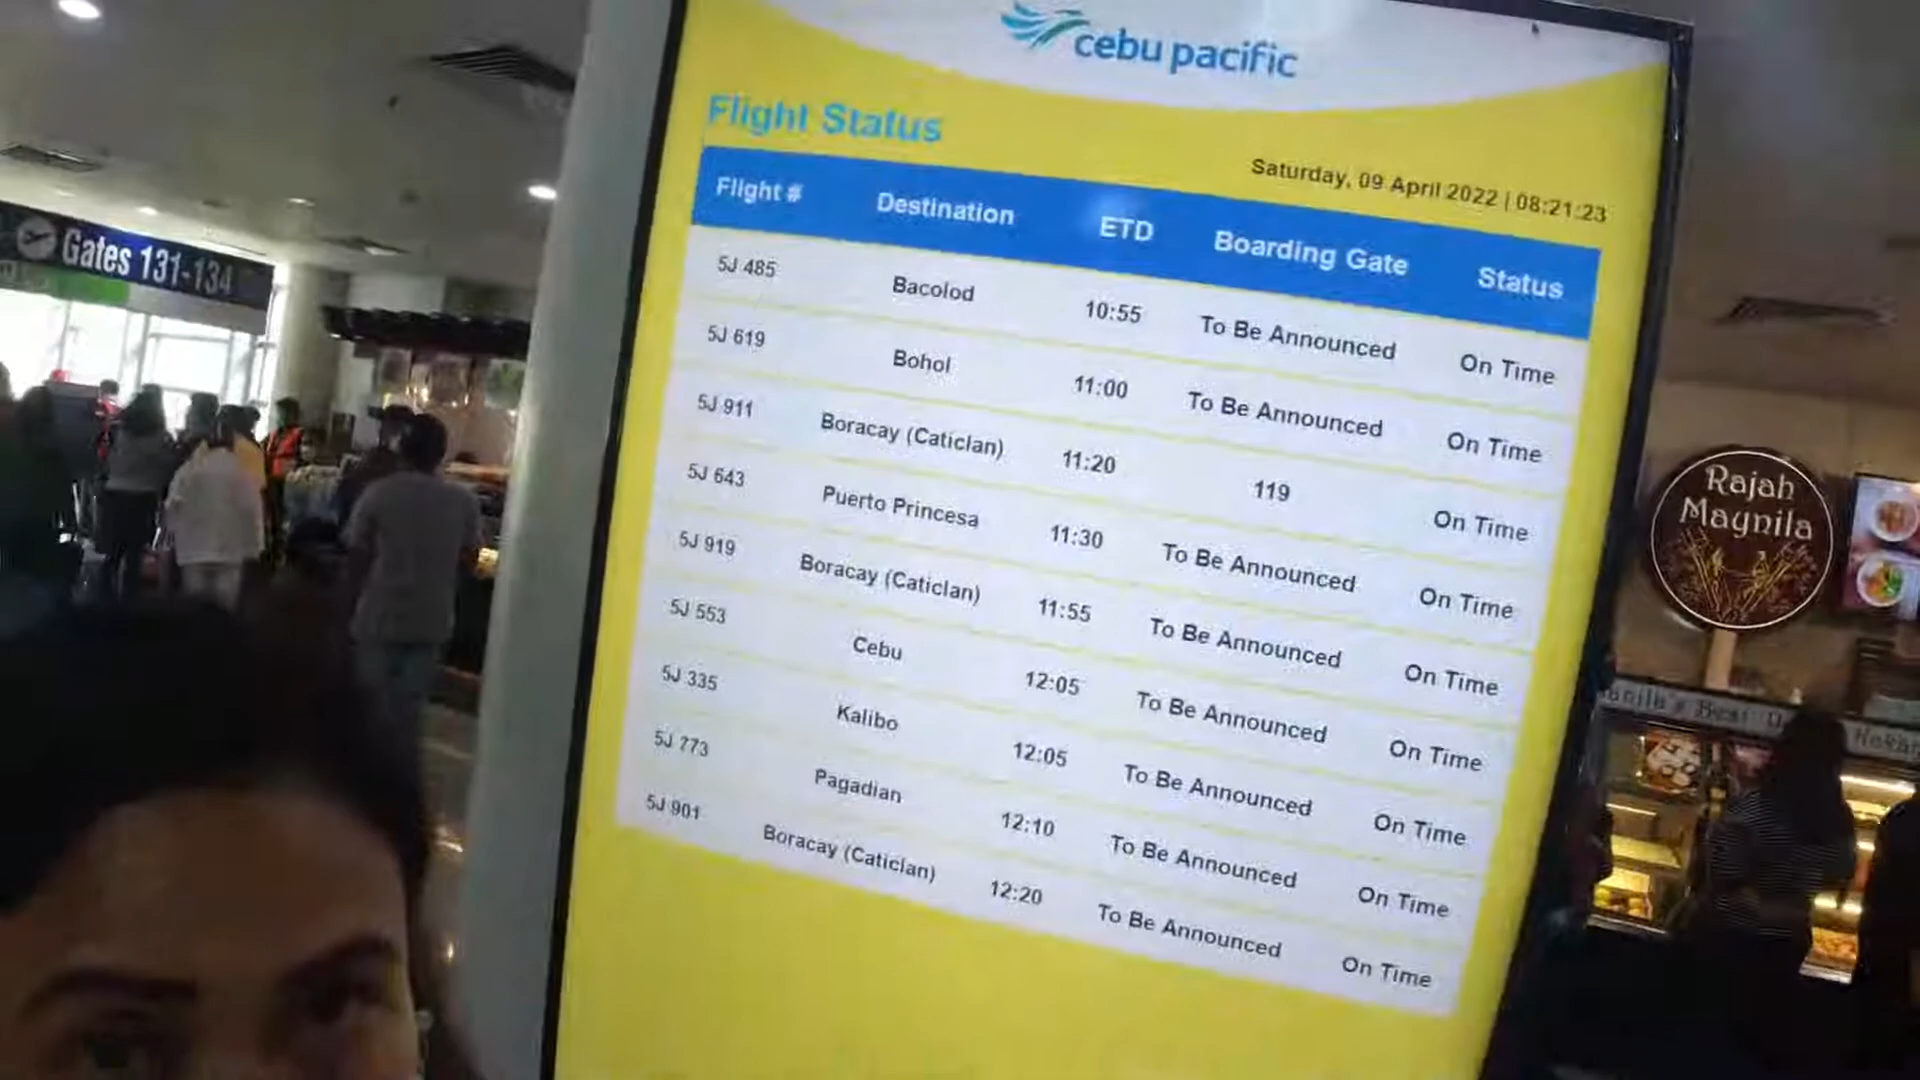 cebu pacific
Flight Status
Saturday, 09 April 2022 | 08:21:23
Flight # Destination ETD Boarding Gate Status
5J 485 Bacolod 10:55 To Be Announced On Time
5J 619 Bohol 11:00 To Be Announced On Time
5J 911 Boracay (Caticlan) 11:20 119 On Time
5J 643 Puerto Princesa 11:30 To Be Announced On Time
5J 919 Boracay (Caticlan) 11:55 To Be Announced On Time
5J 553 Cebu 12:05 To Be Announced On Time
5J 335 Kalibo 12:05 To Be Announced On Time
5J 773 Pagadian 12:10 To Be Announced On Time
5J 901 Boracay (Caticlan) 12:20 To Be Announced On Time
Gates 131-134
Rajah
Maynila
Best